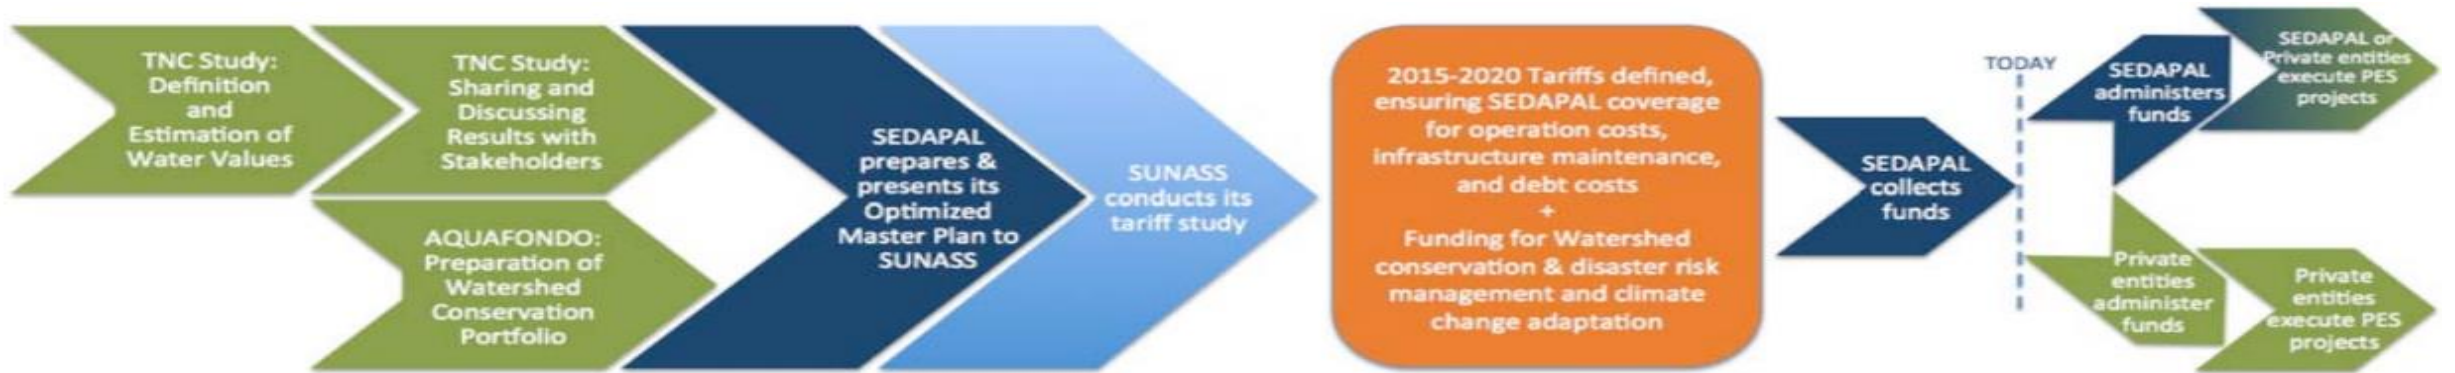 TNC Study:
Definition
and
Estimation of
Water Values
TNC Study:
Sharing and
Discussing
Results with
Stakeholders
AQUAFONDO:
Preparation of
Watershed
Conservation
Portfolio
SEDAPAL
prepares &
presents its
Optimized
Master Plan to
SUNASS
SUNASS
conducts its
tariff study
2015-2020 Tariffs defined,
ensuring SEDAPAL coverage
for operation costs,
infrastructure maintenance,
and debt costs
+
Funding for Watershed
conservation & disaster risk
management and climate
change adaptation
SEDAPAL
collects
funds
TODAY
SEDAPAL
administers
funds
SEDAPAL or
Private entities
execute PES
projects
Private
entities
administer
funds
Private
entities
execute PES
projects